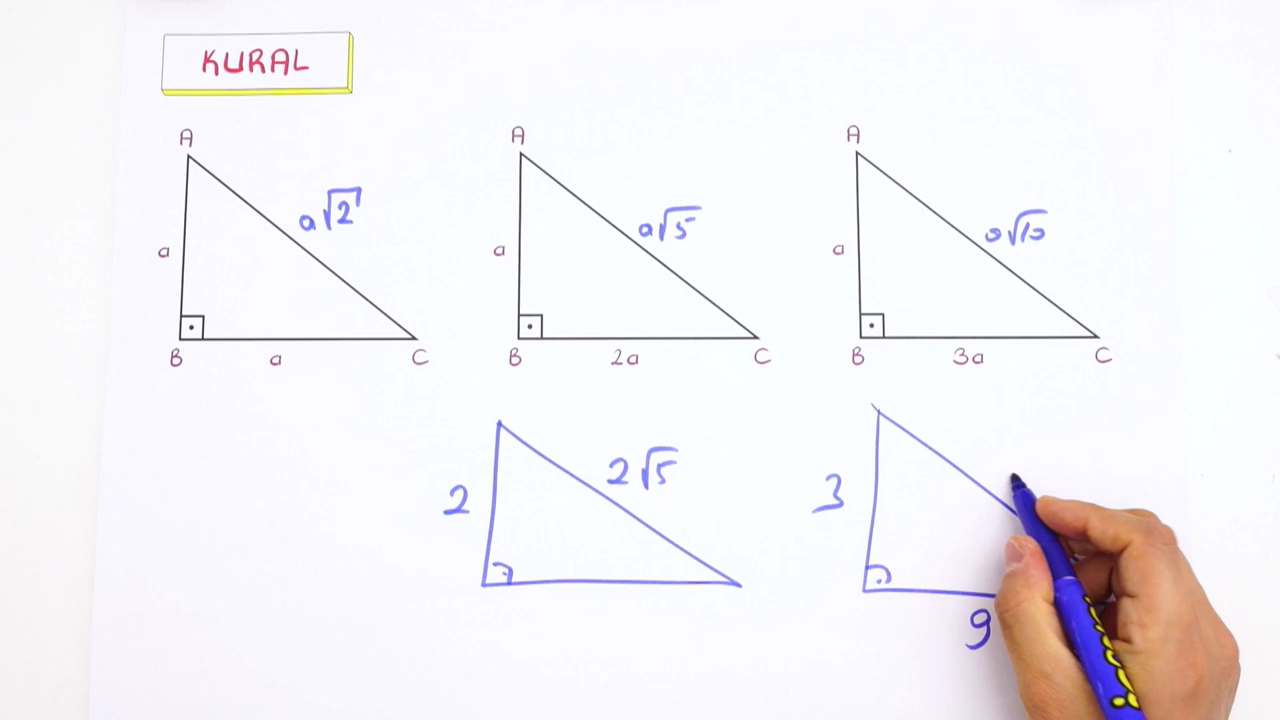 KURAL
A A A
a√2 a√5 a√10
a a a
B a C B 2a C B 3a C
2 2√5 3
9